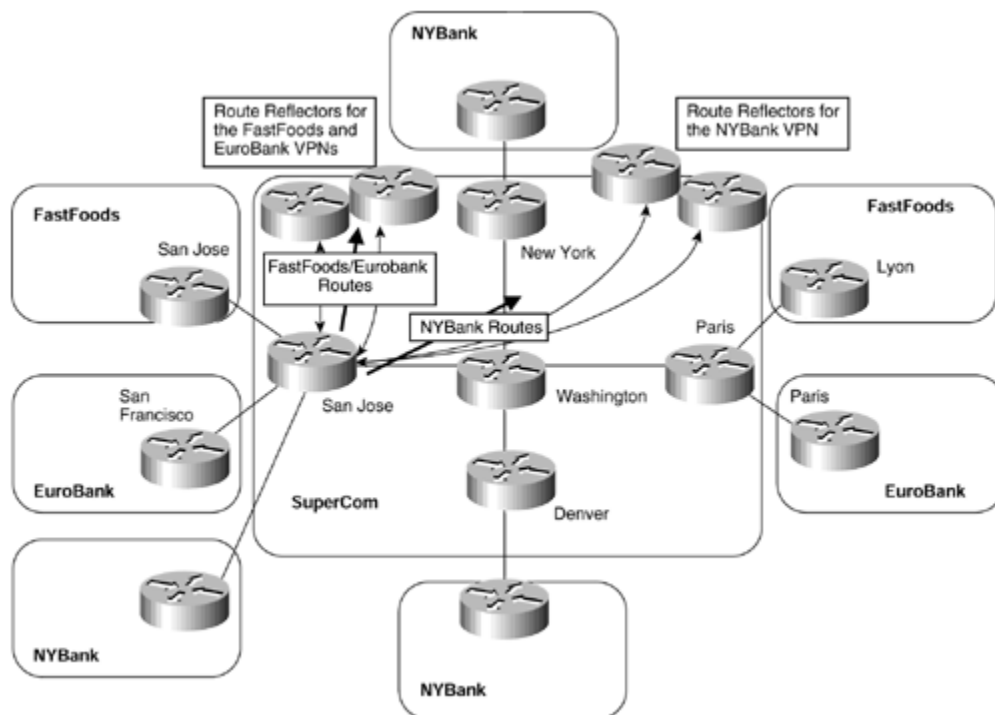 NYBank
Route Reflectors for
the FastFoods and
EuroBank VPNs
Route Reflectors for
the NYBank VPN
FastFoods
San Jose
New York
FastFoods
Lyon
FastFoods/Eurobank
Routes
NYBank Routes
Paris
San
Francisco
San Jose
Washington
Paris
EuroBank
SuperCom
Denver
EuroBank
NYBank
NYBank